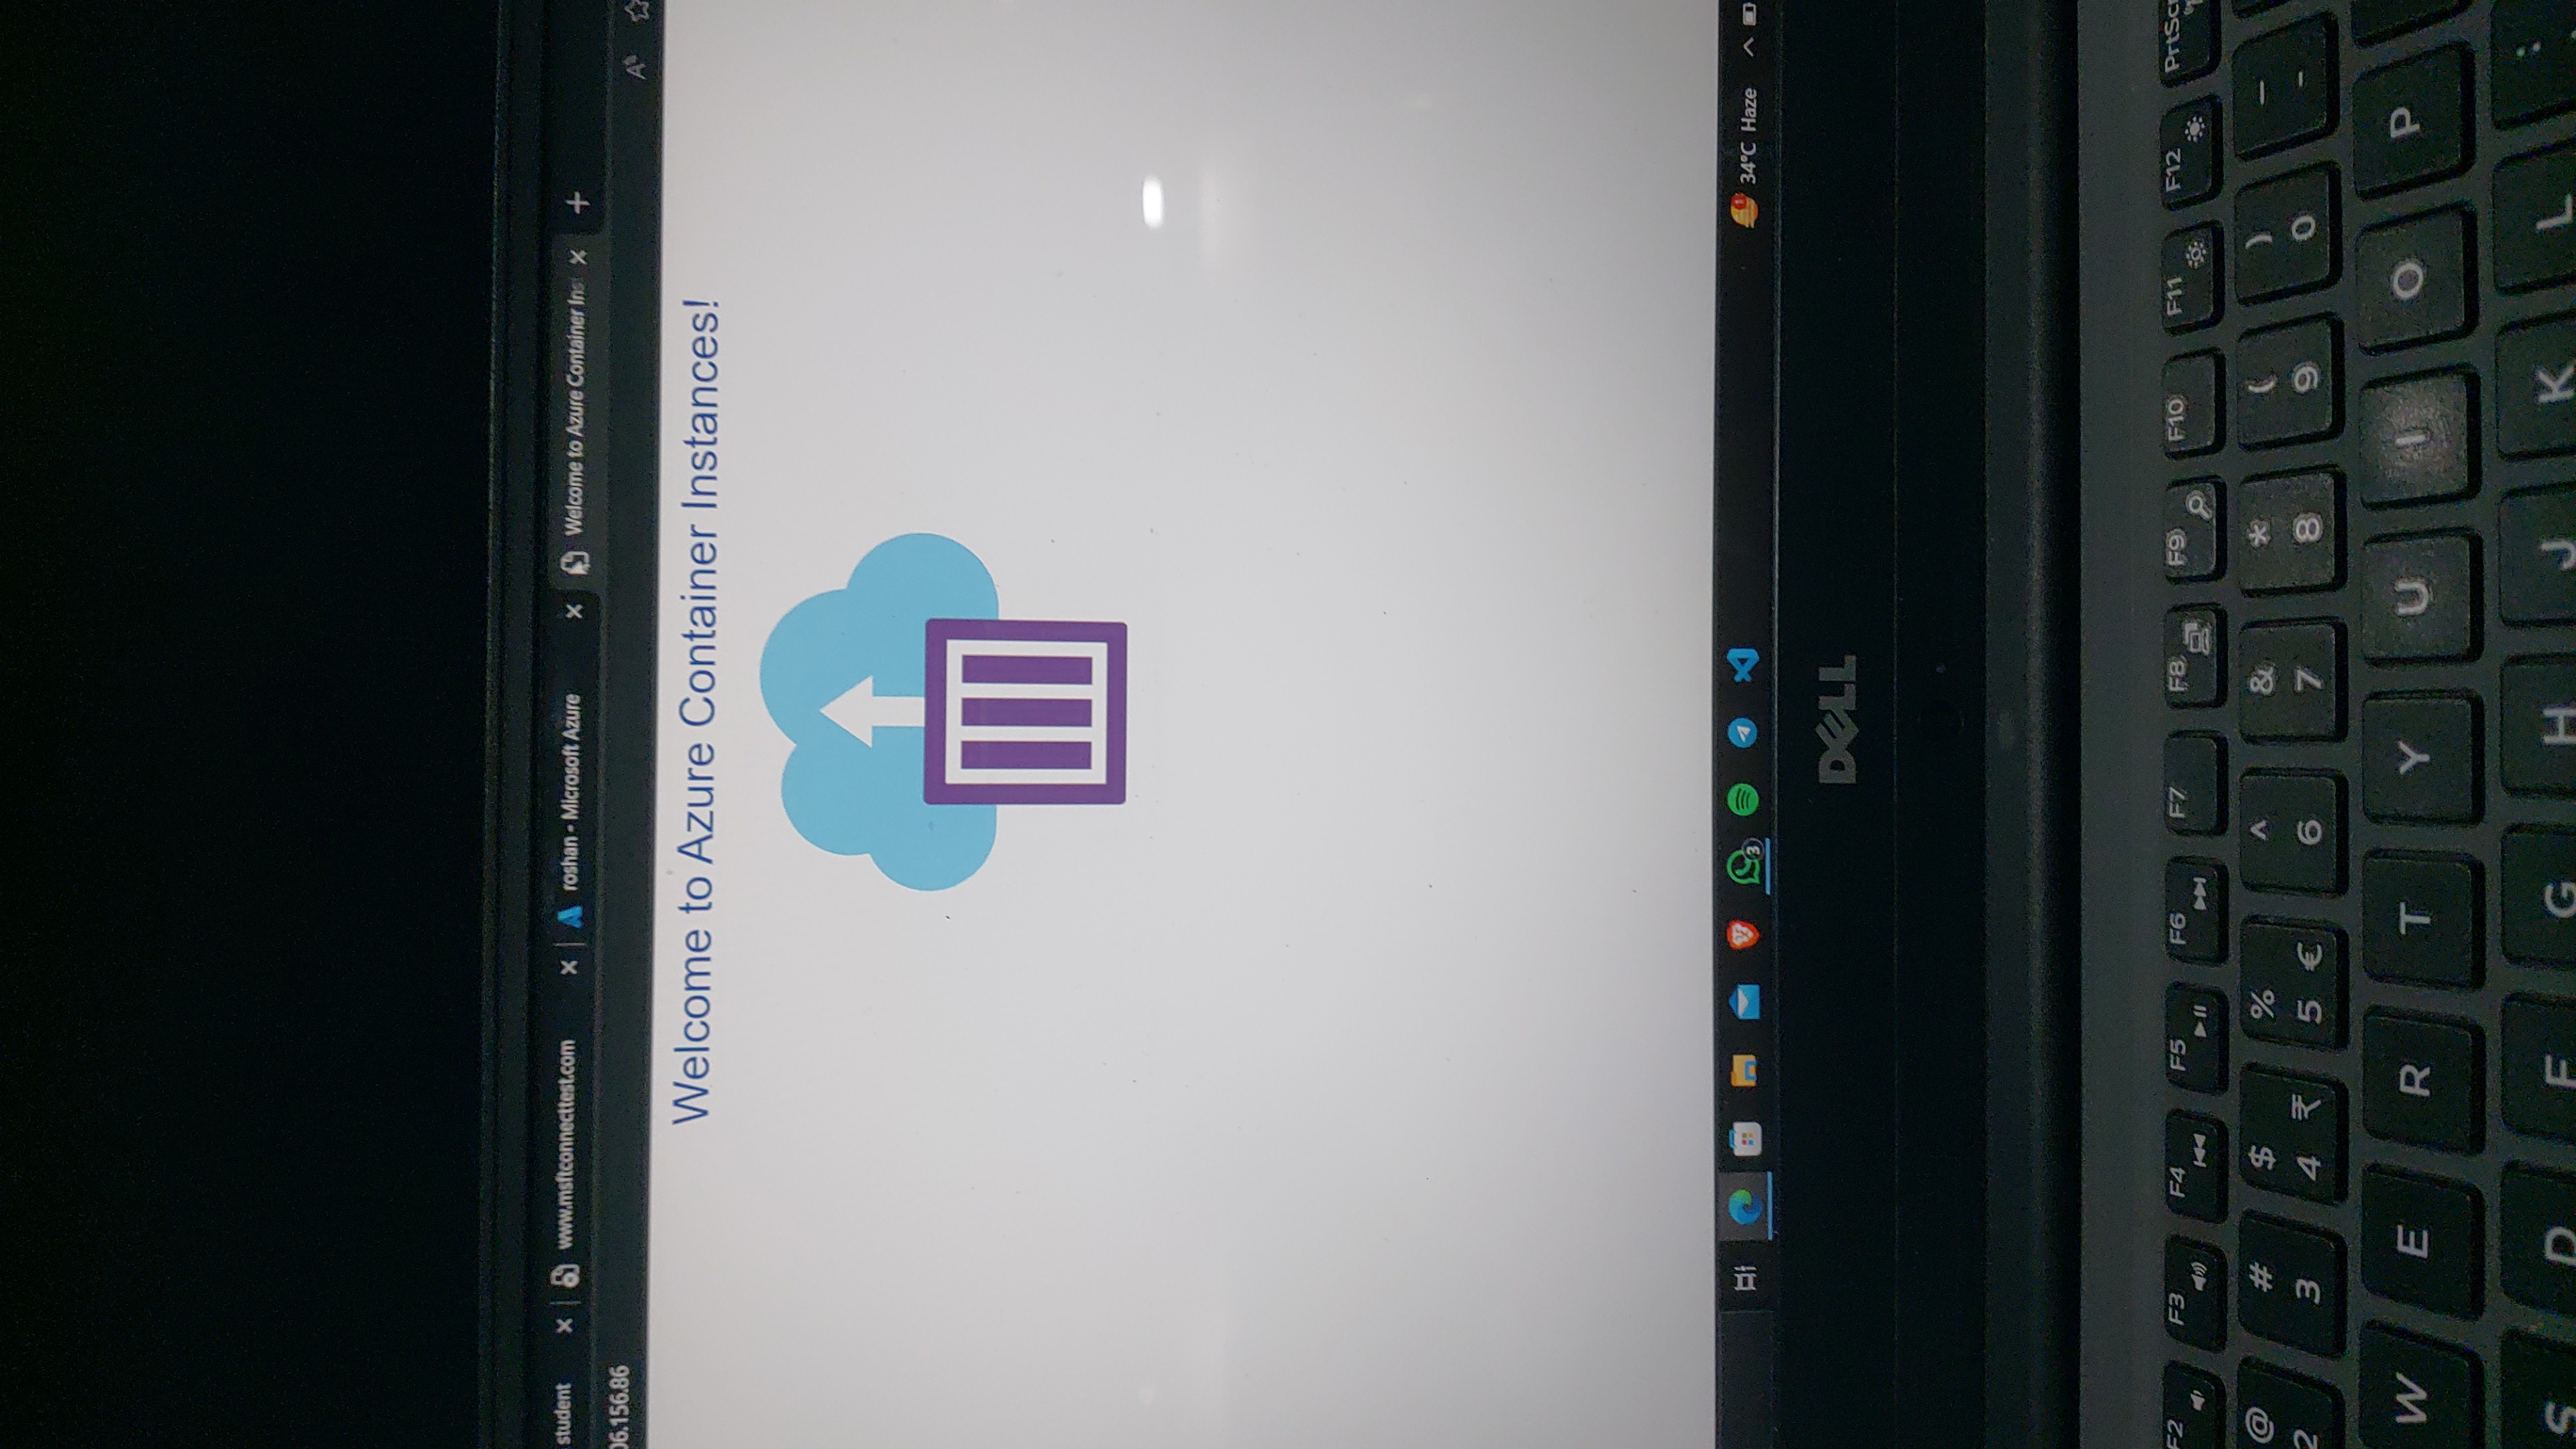 student
www.msftconnecttest.com
roshan - Microsoft Azure
Welcome to Azure Container Ins
06.156.86
Welcome to Azure Container Instances!
3
34°C Haze
DELL
F2 F3 F4 F5 F6 F7 F8 F9 F10 F11 F12 PrtScr
@ # $ % ^ & * ( ) _
2 3 4 ₹ 5 € 6 7 8 9 0 -
W E R T Y U I O P
S D F G H J K L :